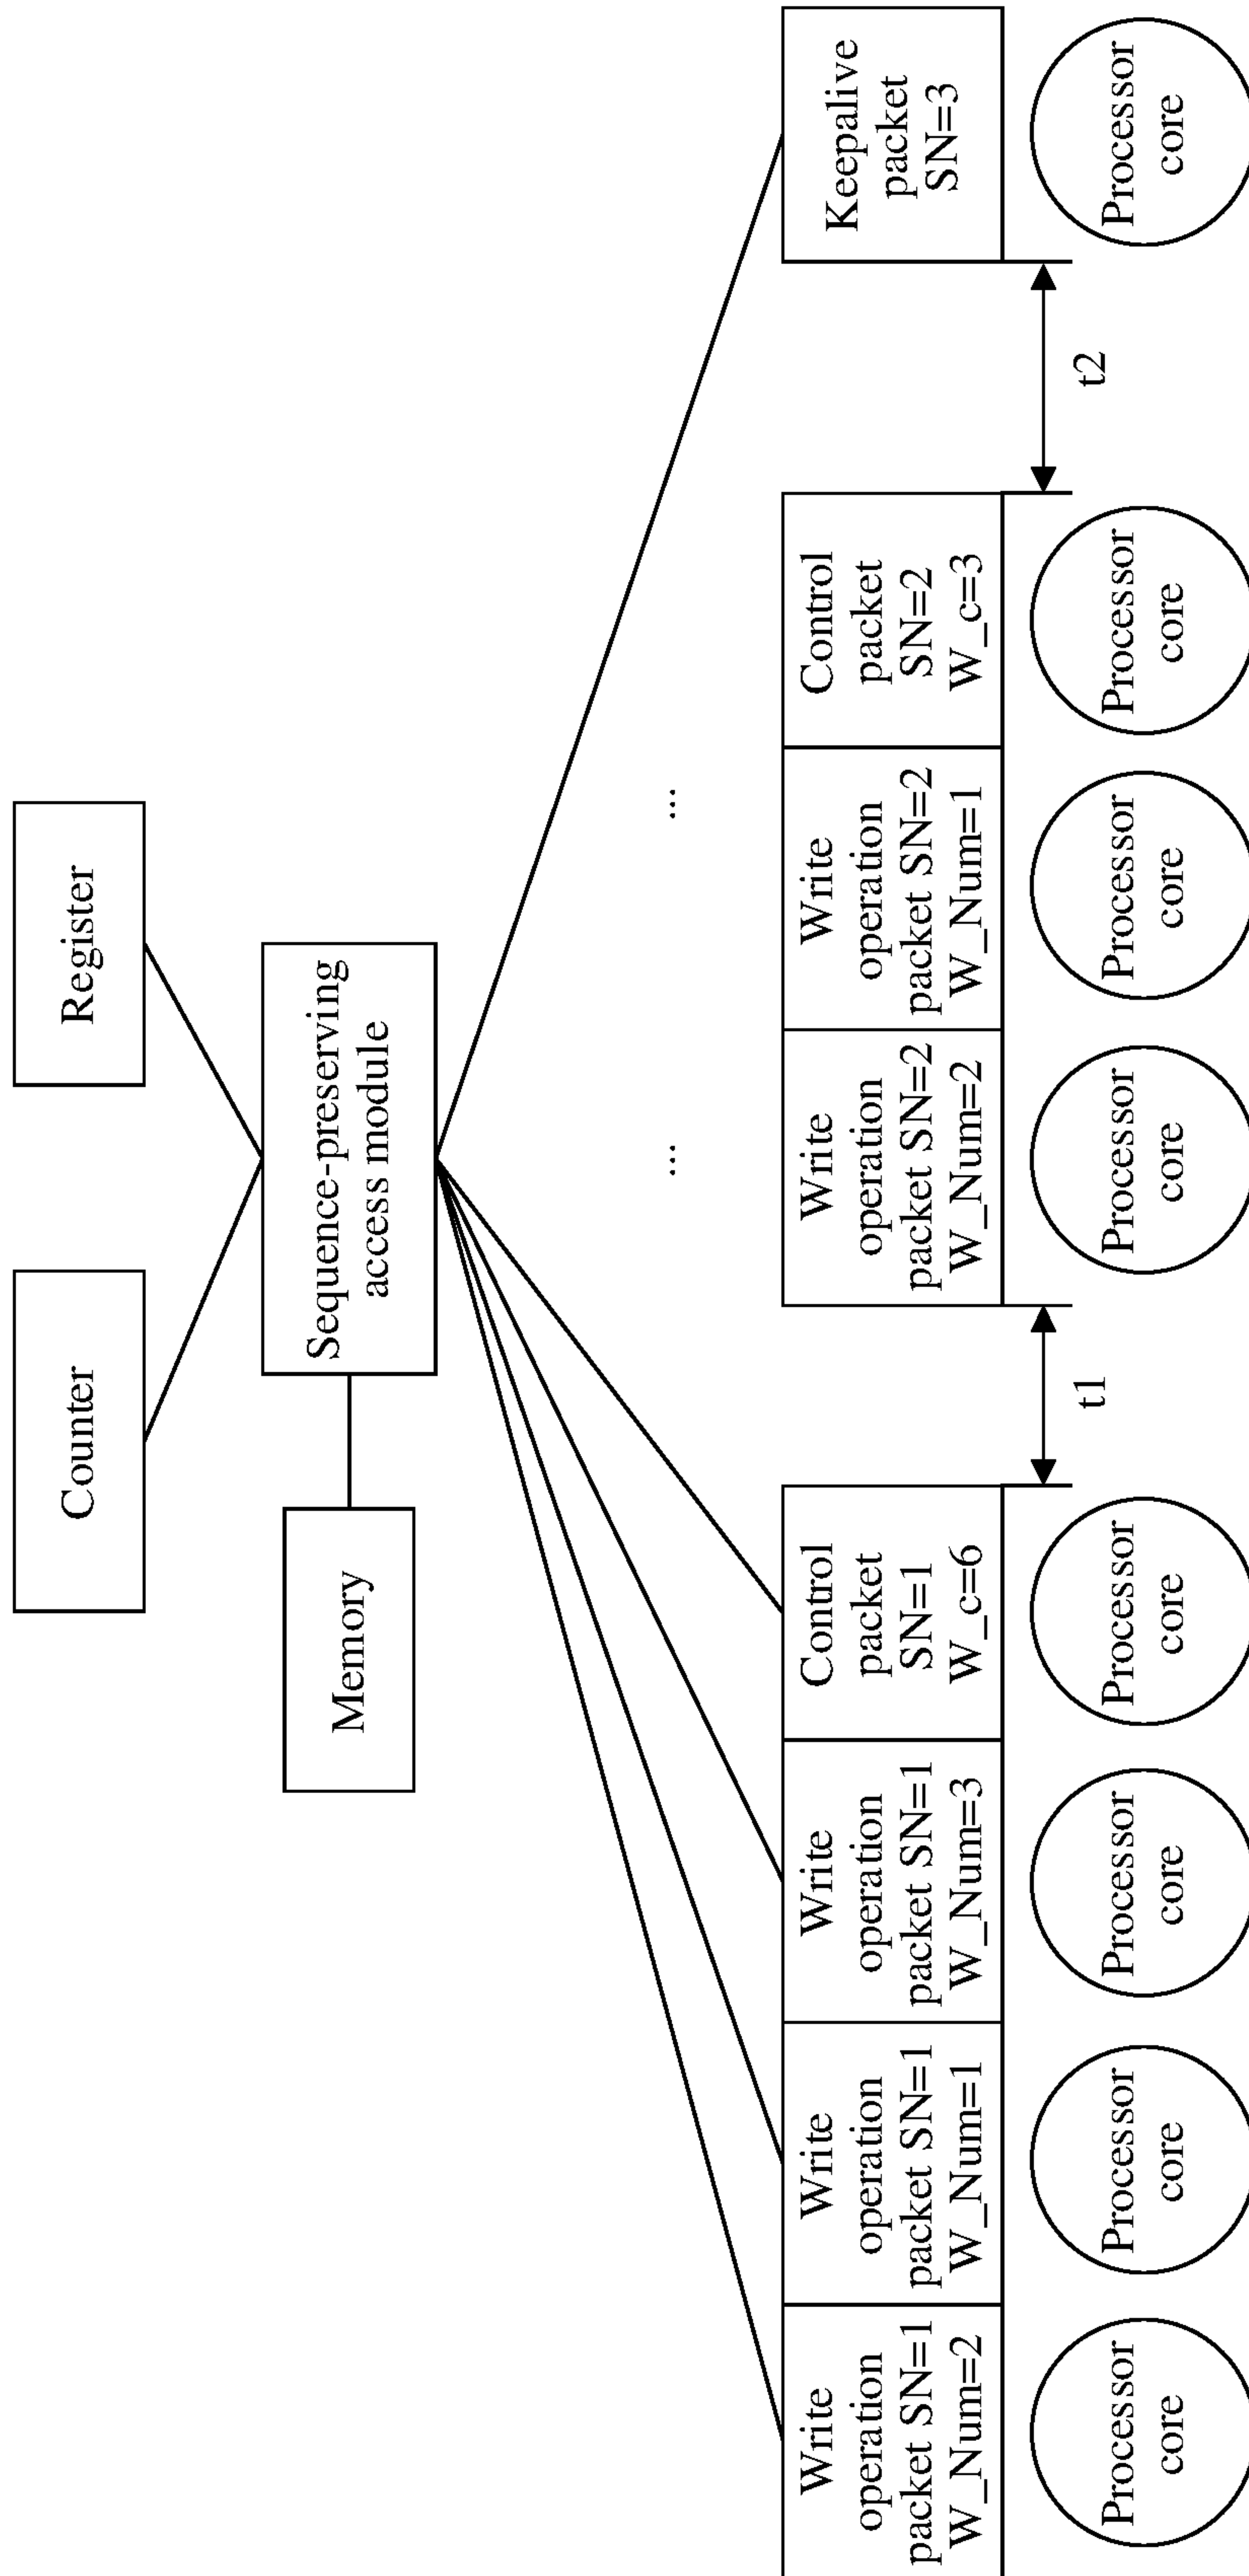 Counter
Register
Memory
Sequence-preserving
access module
...
...
Write
operation
packet SN=1
W_Num=2
Write
operation
packet SN=1
W_Num=1
Write
operation
packet SN=1
W_Num=3
Control
packet
SN=1
W_c=6
Write
operation
packet SN=2
W_Num=2
Write
operation
packet SN=2
W_Num=1
Control
packet
SN=2
W_c=3
Keepalive
packet
SN=3
t1
t2
Processor
core
Processor
core
Processor
core
Processor
core
Processor
core
Processor
core
Processor
core
Processor
core